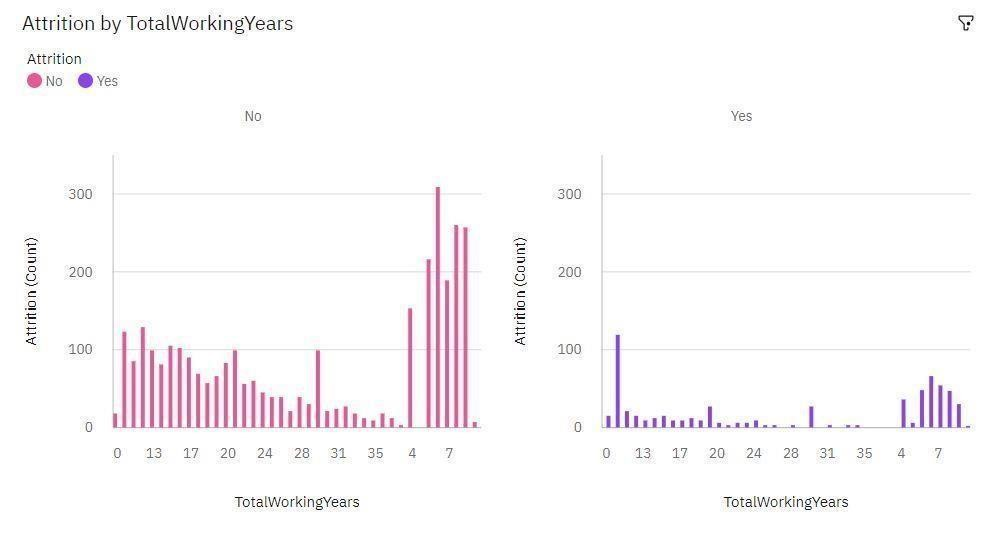 Attrition by TotalWorkingYears
Attrition
No Yes
No
Attrition (Count)
300
200
100
0
0 13 17 20 24 28 31 35 4 7
TotalWorkingYears
Yes
Attrition (Count)
300
200
100
0
0 13 17 20 24 28 31 35 4 7
TotalWorkingYears